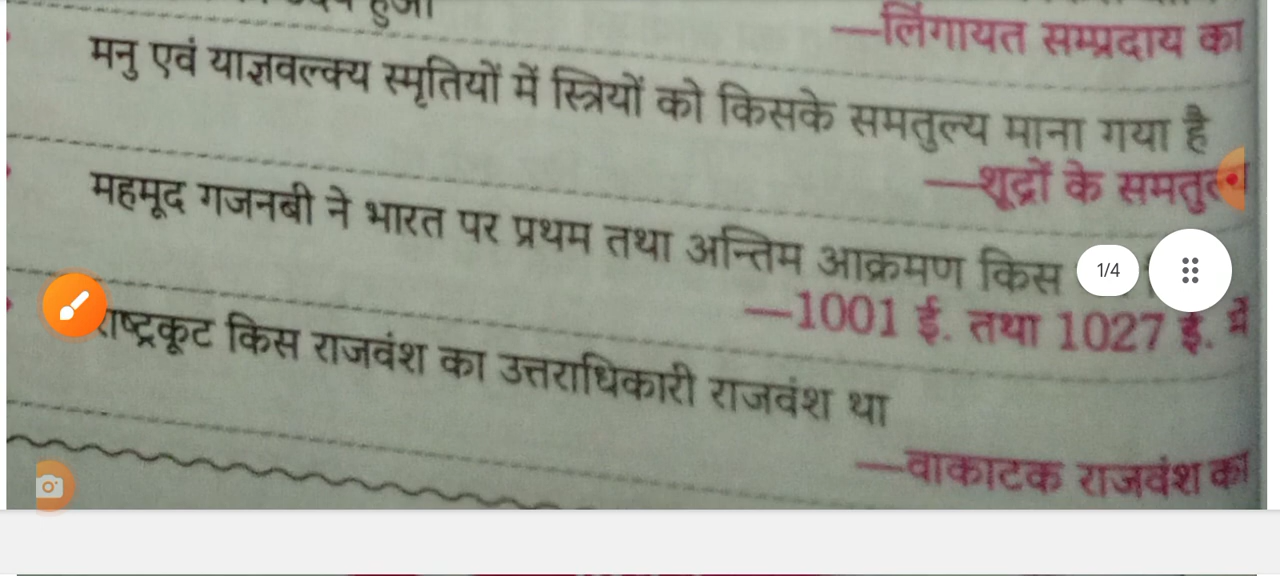 हुआ
—लिंगायत सम्प्रदाय का
मनु एवं याज्ञवल्क्य स्मृतियों में स्त्रियों को किसके समतुल्य माना गया है
—शूद्रों के
महमूद गजनबी ने भारत पर प्रथम तथा अन्तिम आक्रमण किस
1/4
—1001 ई. तथा 1027 ई. में
राष्ट्रकूट किस राजवंश का उत्तराधिकारी राजवंश था
—वाकाटक राजवंश का